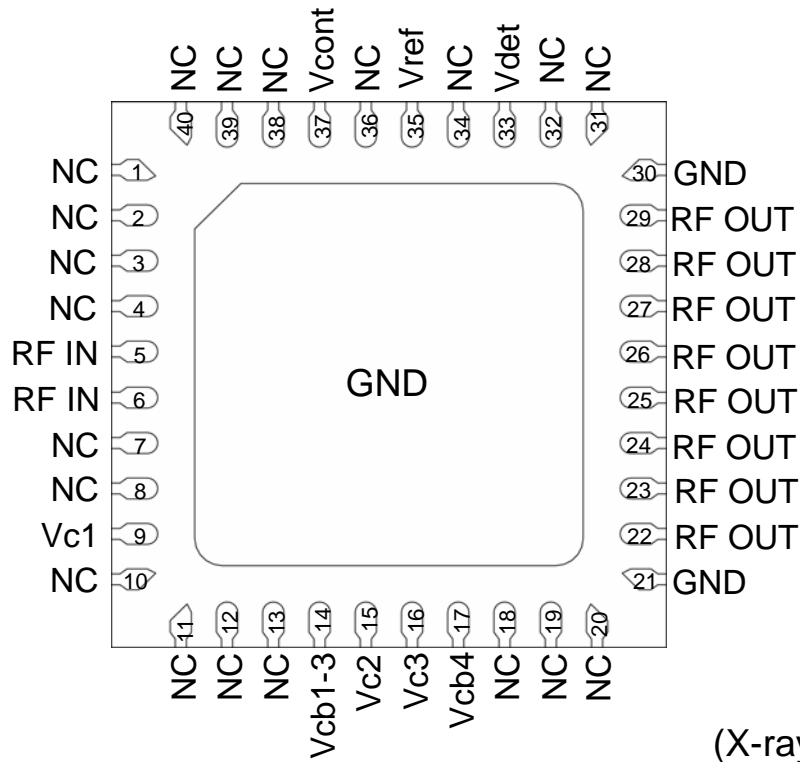 NC NC NC Vcont NC Vref NC Vdet NC NC
40 39 38 37 36 35 34 33 32 31
NC 1 30 GND
NC 2 29 RF OUT
NC 3 28 RF OUT
NC 4 27 RF OUT
RF IN 5 26 RF OUT
GND
RF IN 6 25 RF OUT
NC 7 24 RF OUT
NC 8 23 RF OUT
Vc1 9 22 RF OUT
NC 10 21 GND
11 12 13 14 15 16 17 18 19 20
NC NC NC Vcb1-3 Vc2 Vc3 Vcb4 NC NC NC
(X-ray